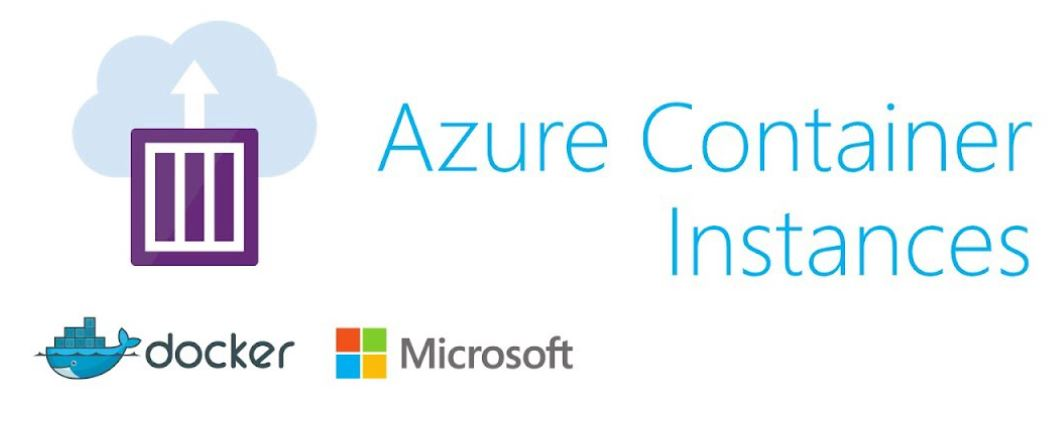 Azure Container
Instances
docker
Microsoft